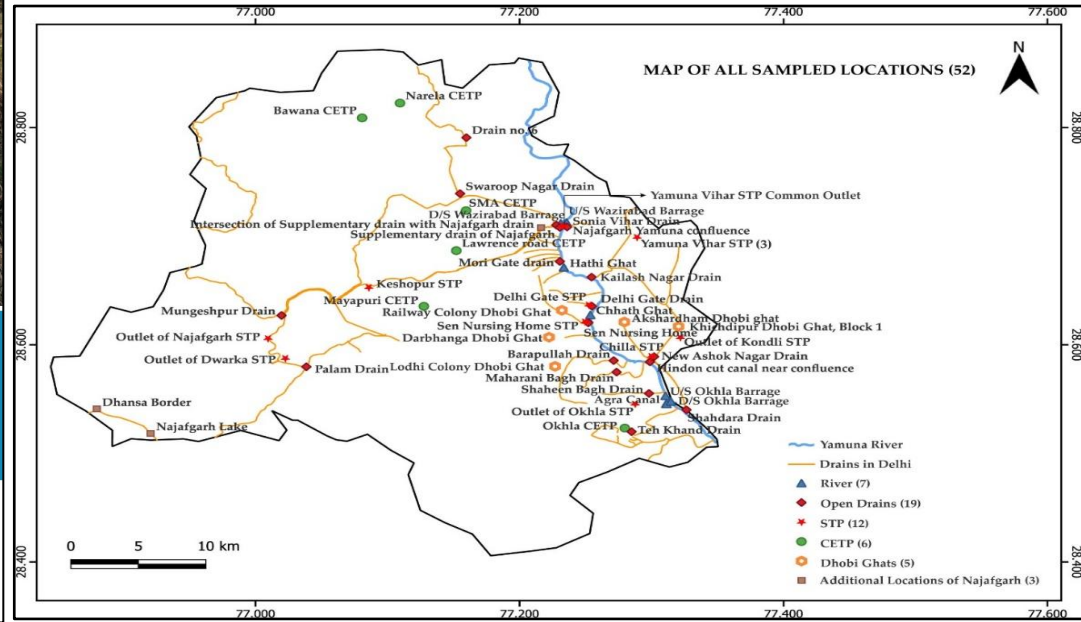 77.000
77.200
77.400
77.600
MAP OF ALL SAMPLED LOCATIONS (52)
N
28.800
28.800
Narela CETP
Bawana CETP
Drain no. 6
Swaroop Nagar Drain
Yamuna Vihar STP Common Outlet
SMA CETP
D/S Wazirabad Barrage
U/S Wazirabad Barrage
Intersection of Supplementary drain with Najafgarh drain
Sonia Vihar Drain
Supplementary drain of Najafgarh
Najafgarh Yamuna confluence
Lawrence road CETP
Yamuna Vihar STP (3)
Mori Gate drain
Hathi Ghat
Kailash Nagar Drain
Keshopur STP
Mayapuri CETP
Delhi Gate STP
Delhi Gate Drain
Mungeshpur Drain
Railway Colony Dhobi Ghat
Chhath Ghat
Akshardham Dhobi ghat
Sen Nursing Home STP
Sen Nursing Home
Khichdipur Dhobi Ghat, Block 1
Outlet of Najafgarh STP
Darbhanga Dhobi Ghat
Outlet of Kondli STP
28.600
28.600
Chilla STP
Outlet of Dwarka STP
Barapullah Drain
New Ashok Nagar Drain
Palam Drain
Lodhi Colony Dhobi Ghat
Hindon cut canal near confluence
Maharani Bagh Drain
Shaheen Bagh Drain
U/S Okhla Barrage
Agra Canal
D/S Okhla Barrage
Dhansa Border
Outlet of Okhla STP
Shahdara Drain
Najafgarh Lake
Okhla CETP
Teh Khand Drain
Yamuna River
Drains in Delhi
River (7)
Open Drains (19)
STP (12)
CETP (6)
Dhobi Ghats (5)
Additional Locations of Najafgarh (3)
0 5 10 km
28.400
28.400
77.000
77.200
77.400
77.600